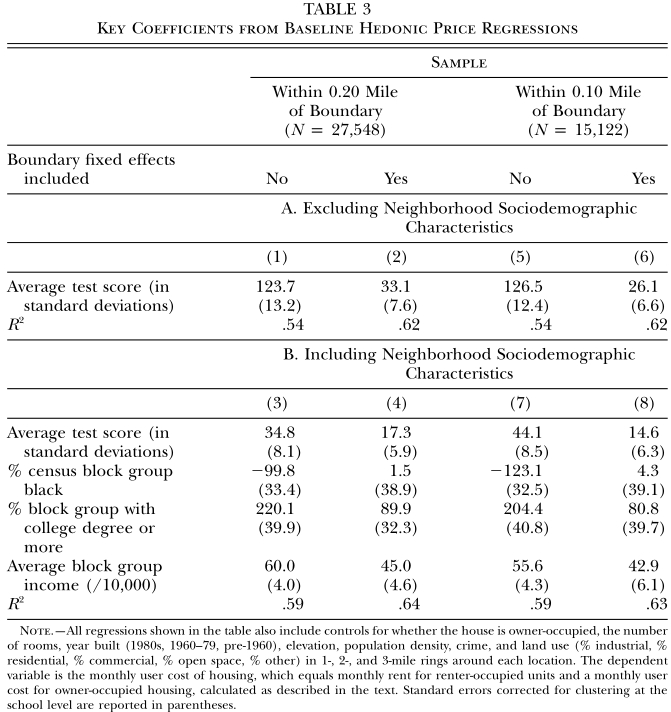 TABLE 3
Key Coefficients from Baseline Hedonic Price Regressions
Sample
Within 0.20 Mile of Boundary (N = 27,548) Within 0.10 Mile of Boundary (N = 15,122)
Boundary fixed effects included No Yes No Yes
A. Excluding Neighborhood Sociodemographic
Characteristics
(1) (2) (5) (6)
Average test score (in standard deviations) 123.7 33.1 126.5 26.1
(13.2) (7.6) (12.4) (6.6)
R² .54 .62 .54 .62
B. Including Neighborhood Sociodemographic
Characteristics
(3) (4) (7) (8)
Average test score (in standard deviations) 34.8 17.3 44.1 14.6
(8.1) (5.9) (8.5) (6.3)
% census block group black −99.8 1.5 −123.1 4.3
(33.4) (38.9) (32.5) (39.1)
% block group with college degree or more 220.1 89.9 204.4 80.8
(39.9) (32.3) (40.8) (39.7)
Average block group income (/10,000) 60.0 45.0 55.6 42.9
(4.0) (4.6) (4.3) (6.1)
R² .59 .64 .59 .63
Note.—All regressions shown in the table also include controls for whether the house is owner-occupied, the number
of rooms, year built (1980s, 1960–79, pre-1960), elevation, population density, crime, and land use (% industrial, %
residential, % commercial, % open space, % other) in 1-, 2-, and 3-mile rings around each location. The dependent
variable is the monthly user cost of housing, which equals monthly rent for renter-occupied units and a monthly user
cost for owner-occupied housing, calculated as described in the text. Standard errors corrected for clustering at the
school level are reported in parentheses.